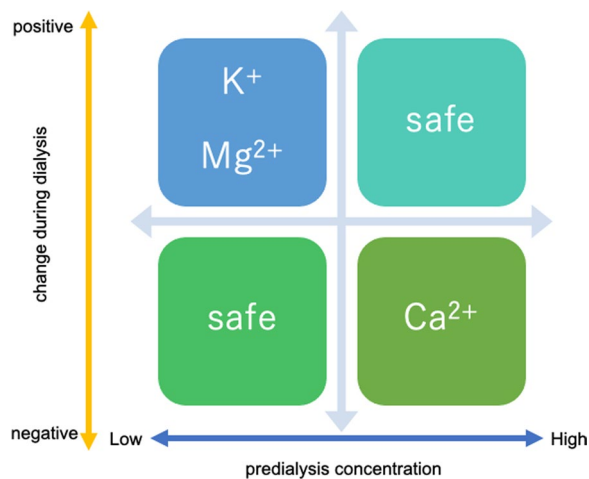 positive
change during dialysis
negative
K⁺
Mg²⁺
safe
safe
Ca²⁺
Low
High
predialysis concentration